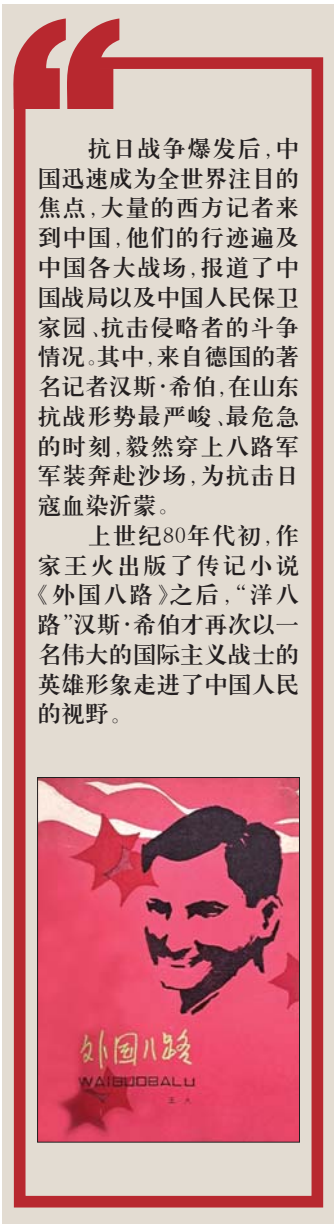 抗日战争爆发后,中
国迅速成为全世界注目的
焦点,大量的西方记者来
到中国,他们的行迹遍及
中国各大战场,报道了中
国战局以及中国人民保卫
家园、抗击侵略者的斗争
情况。其中,来自德国的著
名记者汉斯·希伯,在山东
抗战形势最严峻、最危急
的时刻,毅然穿上八路军
军装奔赴沙场,为抗击日
寇血染沂蒙。
上世纪80年代初,作
家王火出版了传记小说
《外国八路》之后,“洋八
路”汉斯·希伯才再次以一
名伟大的国际主义战士的
英雄形象走进了中国人民
的视野。
外国八路
WAIGUOBALU
王火